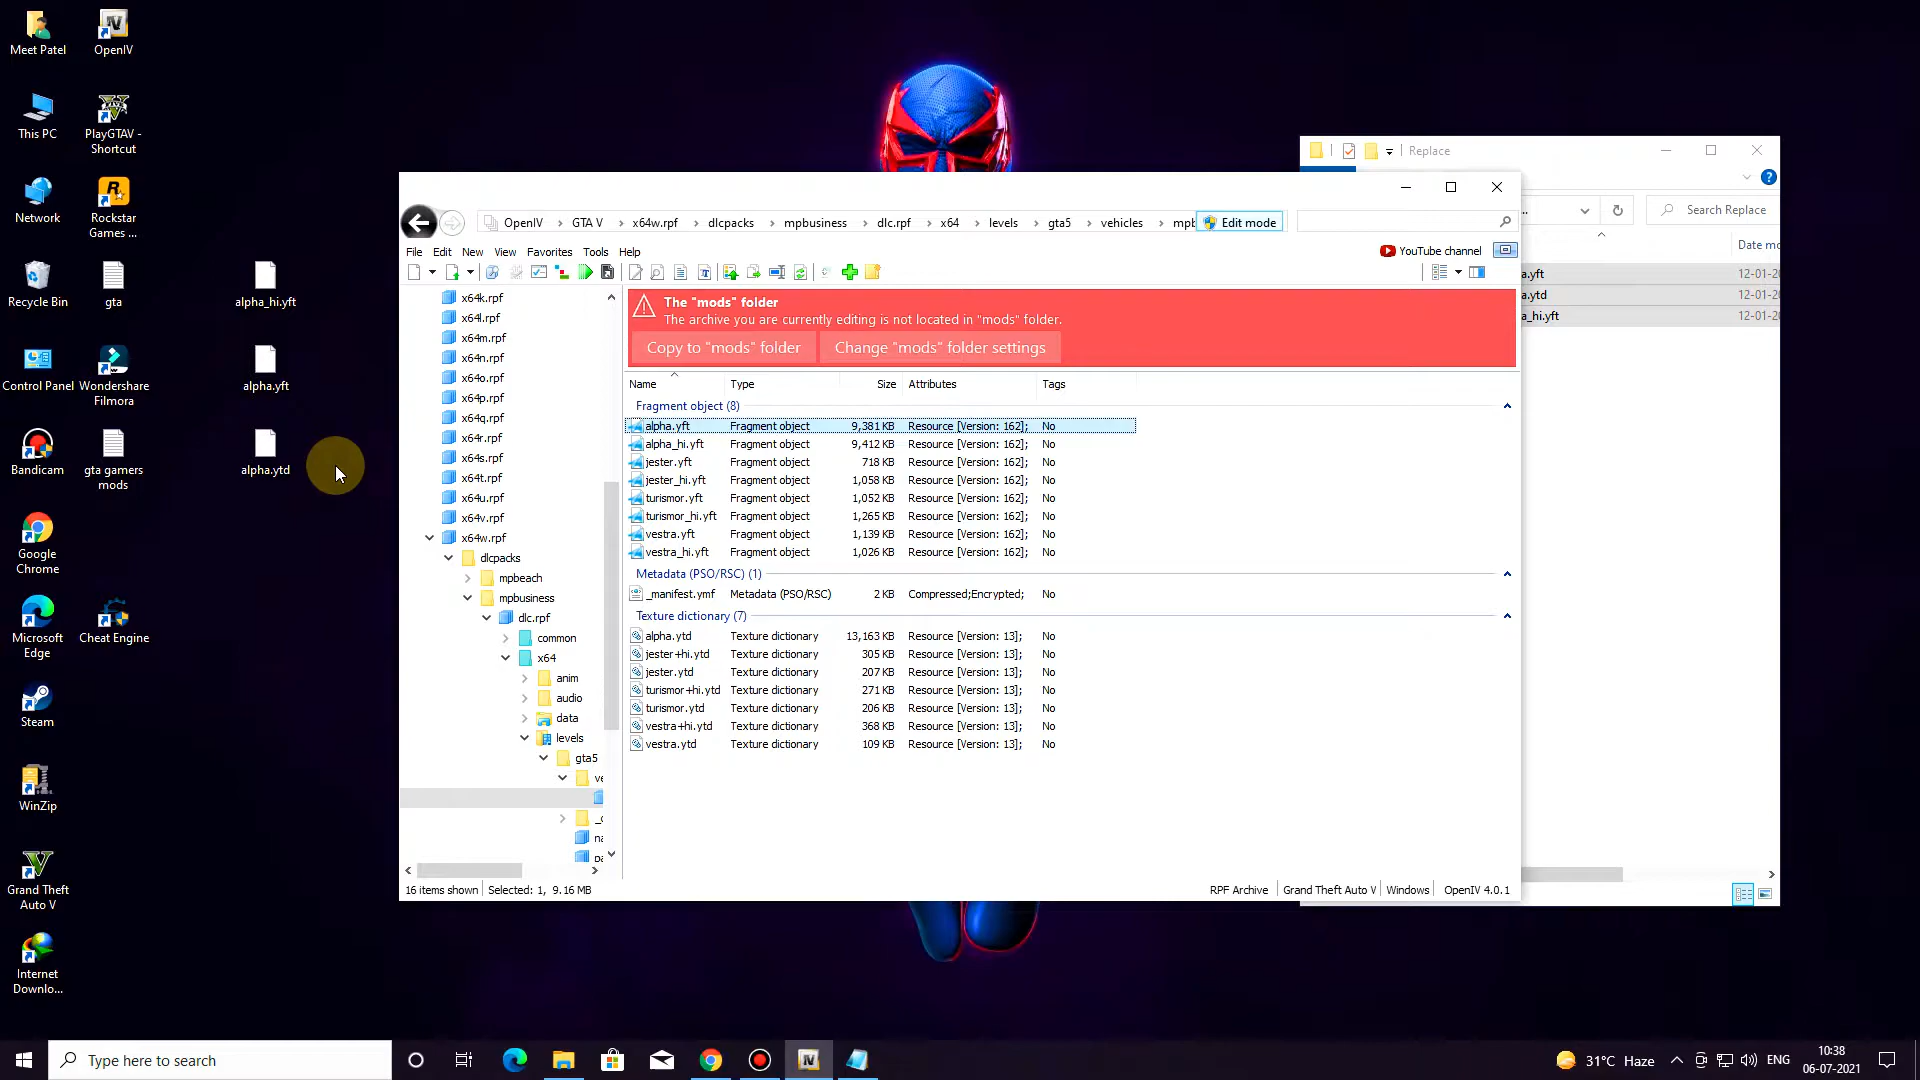 Meet Patel
OpenIV
This PC
PlayGTAV -
Shortcut
Network
Rockstar
Games ...
Recycle Bin
gta
alpha_hi.yft
Control Panel
Wondershare
Filmora
alpha.yft
Bandicam
gta gamers
mods
alpha.ytd
Google
Chrome
Microsoft
Edge
Cheat Engine
Steam
WinZip
Grand Theft
Auto V
Internet
Downlo...
Replace
Search Replace
Date mo
a.yft 12-01-20
a.ytd 12-01-20
a_hi.yft 12-01-20
OpenIV GTA V x64w.rpf dlcpacks mpbusiness dlc.rpf x64 levels gta5 vehicles mpb Edit mode
File Edit New View Favorites Tools Help
YouTube channel
x64k.rpf
x64l.rpf
x64m.rpf
x64n.rpf
x64o.rpf
x64p.rpf
x64q.rpf
x64r.rpf
x64s.rpf
x64t.rpf
x64u.rpf
x64v.rpf
x64w.rpf
dlcpacks
mpbeach
mpbusiness
dlc.rpf
common
x64
anim
audio
data
levels
gta5
ve
_c
na
pa
The "mods" folder
The archive you are currently editing is not located in "mods" folder.
Copy to "mods" folder
Change "mods" folder settings
Name Type Size Attributes Tags
Fragment object (8)
alpha.yft Fragment object 9,381 KB Resource [Version: 162]; No
alpha_hi.yft Fragment object 9,412 KB Resource [Version: 162]; No
jester.yft Fragment object 718 KB Resource [Version: 162]; No
jester_hi.yft Fragment object 1,058 KB Resource [Version: 162]; No
turismor.yft Fragment object 1,052 KB Resource [Version: 162]; No
turismor_hi.yft Fragment object 1,265 KB Resource [Version: 162]; No
vestra.yft Fragment object 1,139 KB Resource [Version: 162]; No
vestra_hi.yft Fragment object 1,026 KB Resource [Version: 162]; No
Metadata (PSO/RSC) (1)
_manifest.ymf Metadata (PSO/RSC) 2 KB Compressed;Encrypted; No
Texture dictionary (7)
alpha.ytd Texture dictionary 13,163 KB Resource [Version: 13]; No
jester+hi.ytd Texture dictionary 305 KB Resource [Version: 13]; No
jester.ytd Texture dictionary 207 KB Resource [Version: 13]; No
turismor+hi.ytd Texture dictionary 271 KB Resource [Version: 13]; No
turismor.ytd Texture dictionary 206 KB Resource [Version: 13]; No
vestra+hi.ytd Texture dictionary 368 KB Resource [Version: 13]; No
vestra.ytd Texture dictionary 109 KB Resource [Version: 13]; No
16 items shown Selected: 1, 9.16 MB
RPF Archive Grand Theft Auto V Windows OpenIV 4.0.1
Type here to search
31°C Haze
ENG
10:38
06-07-2021